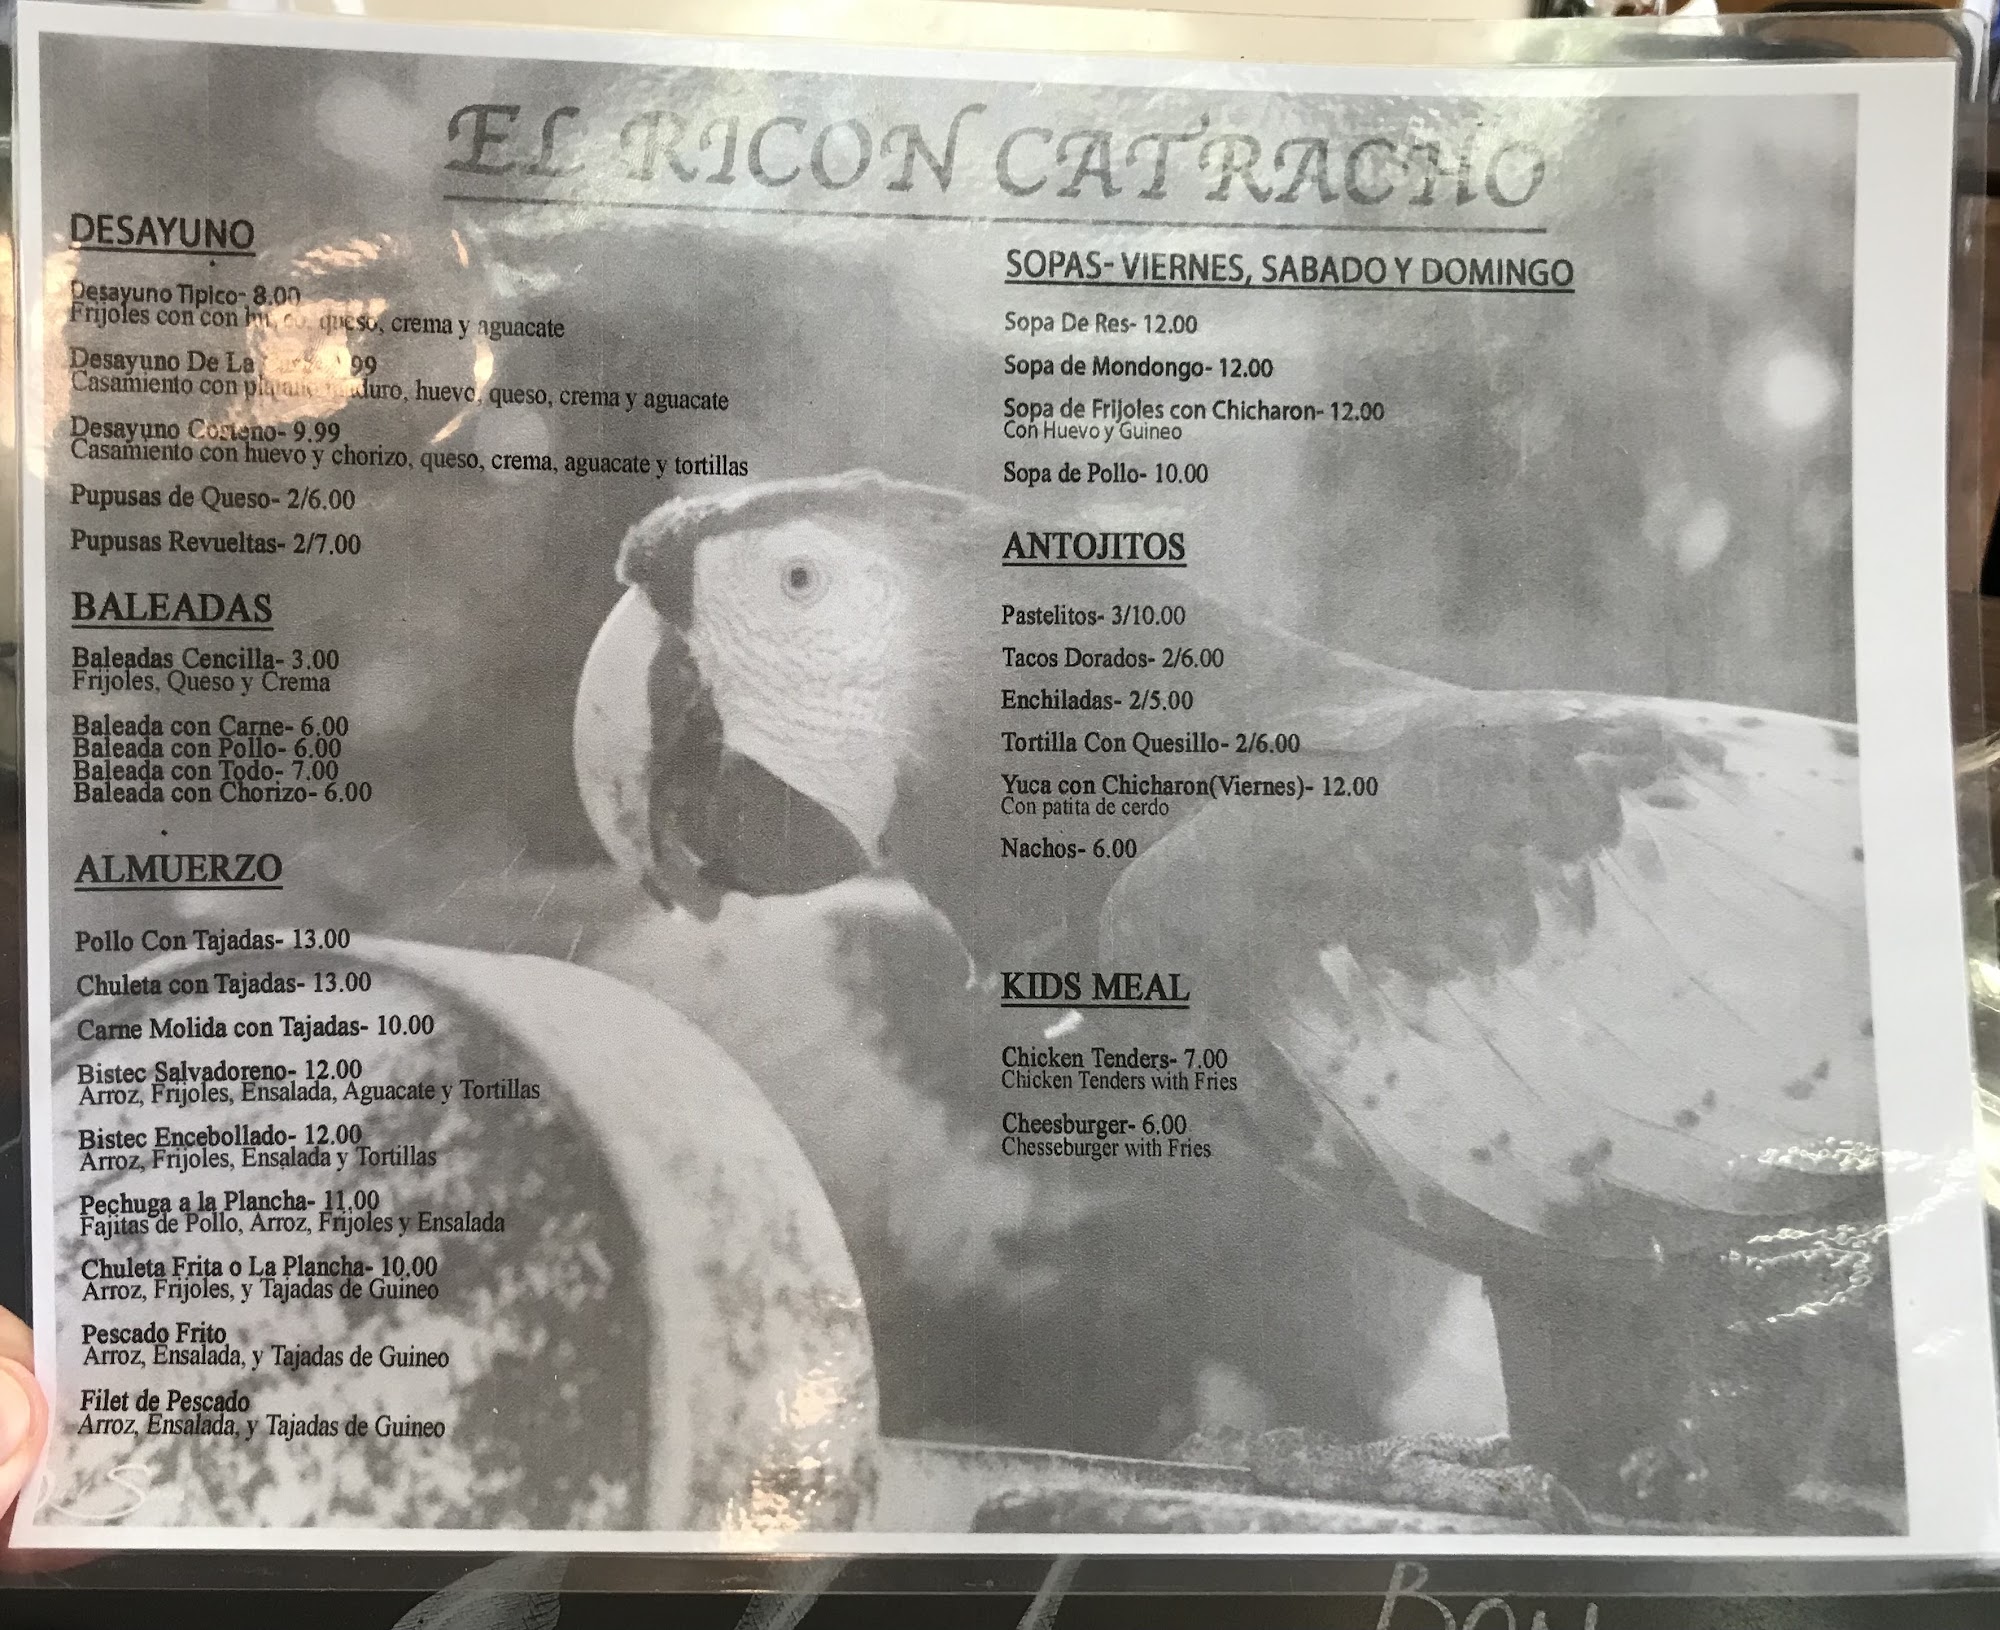 EL RICON CATRACHO
DESAYUNO
Desayuno Tipico- 8.00
Frijoles con con queso, crema y aguacate
Desayuno De La 99
Casamiento con huevo, queso, crema y aguacate
Desayuno Costeno- 9.99
Casamiento con huevo y chorizo, queso, crema, aguacate y tortillas
Pupusas de Queso- 2/6.00
Pupusas Revueltas- 2/7.00
BALEADAS
Baleadas Cencilla- 3.00
Frijoles, Queso y Crema
Baleada con Carne- 6.00
Baleada con Pollo- 6.00
Baleada con Todo- 7.00
Baleada con Chorizo- 6.00
ALMUERZO
Pollo Con Tajadas- 13.00
Chuleta con Tajadas- 13.00
Carne Molida con Tajadas- 10.00
Bistec Salvadoreno- 12.00
Arroz, Frijoles, Ensalada, Aguacate y Tortillas
Bistec Encebollado- 12.00
Arroz, Frijoles, Ensalada y Tortillas
Pechuga a la Plancha- 11.00
Fajitas de Pollo, Arroz, Frijoles y Ensalada
Chuleta Frita o La Plancha- 10.00
Arroz, Frijoles, y Tajadas de Guineo
Pescado Frito
Arroz, Ensalada, y Tajadas de Guineo
Filet de Pescado
Arroz, Ensalada, y Tajadas de Guineo
SOPAS- VIERNES, SABADO Y DOMINGO
Sopa De Res- 12.00
Sopa de Mondongo- 12.00
Sopa de Frijoles con Chicharon- 12.00
Con Huevo y Guineo
Sopa de Pollo- 10.00
ANTOJITOS
Pastelitos- 3/10.00
Tacos Dorados- 2/6.00
Enchiladas- 2/5.00
Tortilla Con Quesillo- 2/6.00
Yuca con Chicharon(Viernes)- 12.00
Con patita de cerdo
Nachos- 6.00
KIDS MEAL
Chicken Tenders- 7.00
Chicken Tenders with Fries
Cheesburger- 6.00
Chesseburger with Fries